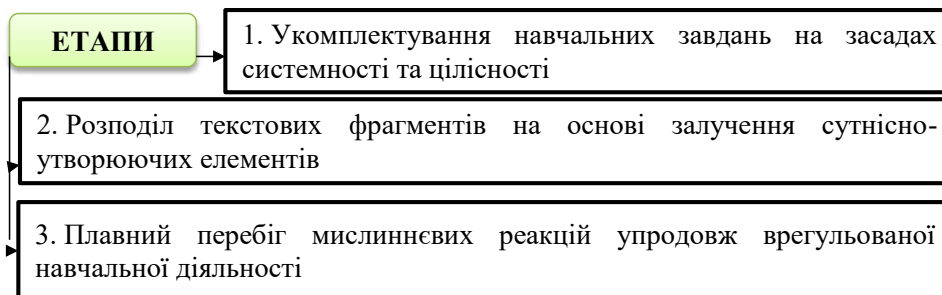 ЕТАПИ
1. Укомплектування навчальних завдань на засадах
системності та цілісності
2. Розподіл текстових фрагментів на основі залучення сутнісно-
утворюючих елементів
3. Плавний перебіг мислиннєвих реакцій упродовж врегульованої
навчальної діяльності